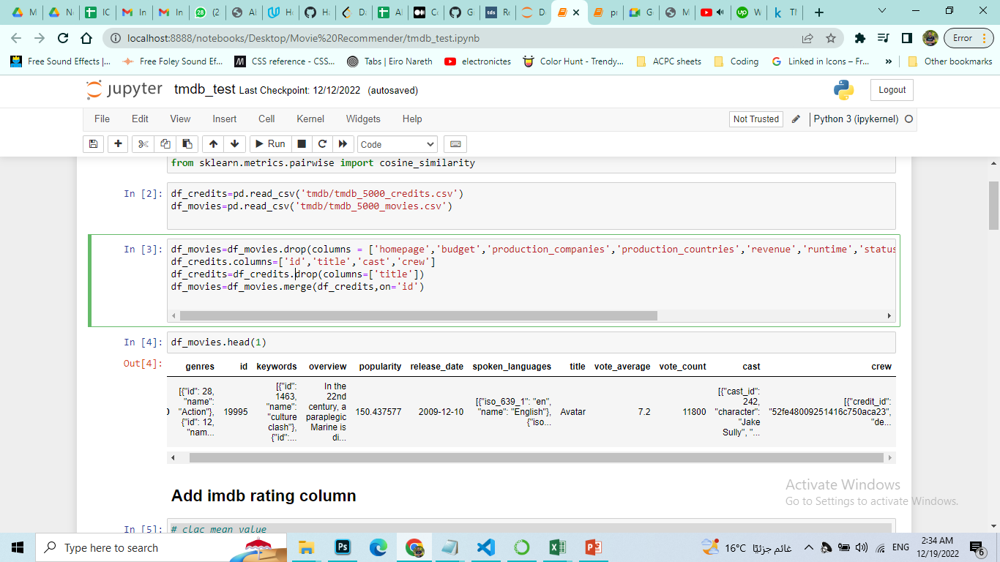 M
N
IC
In
In
(2
Al
Ho
Ha
Da
Al
Co
G
Re
D
pr
G
M
W
Tl
localhost:8888/notebooks/Desktop/Movie%20Recommender/tmdb_test.ipynb
Error
Free Sound Effects |...
Free Foley Sound Ef...
CSS reference - CSS...
Tabs | Eiro Nareth
electronictes
Color Hunt - Trendy...
ACPC sheets
Coding
Linked in Icons – Fr...
»
Other bookmarks
jupyter tmdb_test Last Checkpoint: 12/12/2022 (autosaved)
Logout
File Edit View Insert Cell Kernel Widgets Help
Not Trusted
Python 3 (ipykernel)
Run
Code
from sklearn.metrics.pairwise import cosine_similarity
In [2]:
df_credits=pd.read_csv('tmdb/tmdb_5000_credits.csv')
df_movies=pd.read_csv('tmdb/tmdb_5000_movies.csv')
In [3]:
df_movies=df_movies.drop(columns = ['homepage','budget','production_companies','production_countries','revenue','runtime','status
df_credits.columns=['id','title','cast','crew']
df_credits=df_credits.drop(columns=['title'])
df_movies=df_movies.merge(df_credits,on='id')
In [4]:
df_movies.head(1)
Out[4]:
genres id keywords overview popularity release_date spoken_languages title vote_average vote_count cast crew
[{"id": 28,
"name":
"Action"},
{"id": 12,
"nam...
19995
[{"id":
1463,
"name":
"culture
clash"},
{"id":...
In the
22nd
century, a
paraplegic
Marine is
di...
150.437577
2009-12-10
[{"iso_639_1": "en",
"name": "English"},
{"iso...
Avatar
7.2
11800
[{"cast_id":
242,
"character":
"Jake
Sully", "...
[{"credit_id":
"52fe48009251416c750aca23",
"de...
Add imdb rating column
In [5]:
# clac mean value
Activate Windows
Go to Settings to activate Windows.
Type here to search
Ps
16°C غائم جزئيًا
ENG
2:34 AM
12/19/2022
6